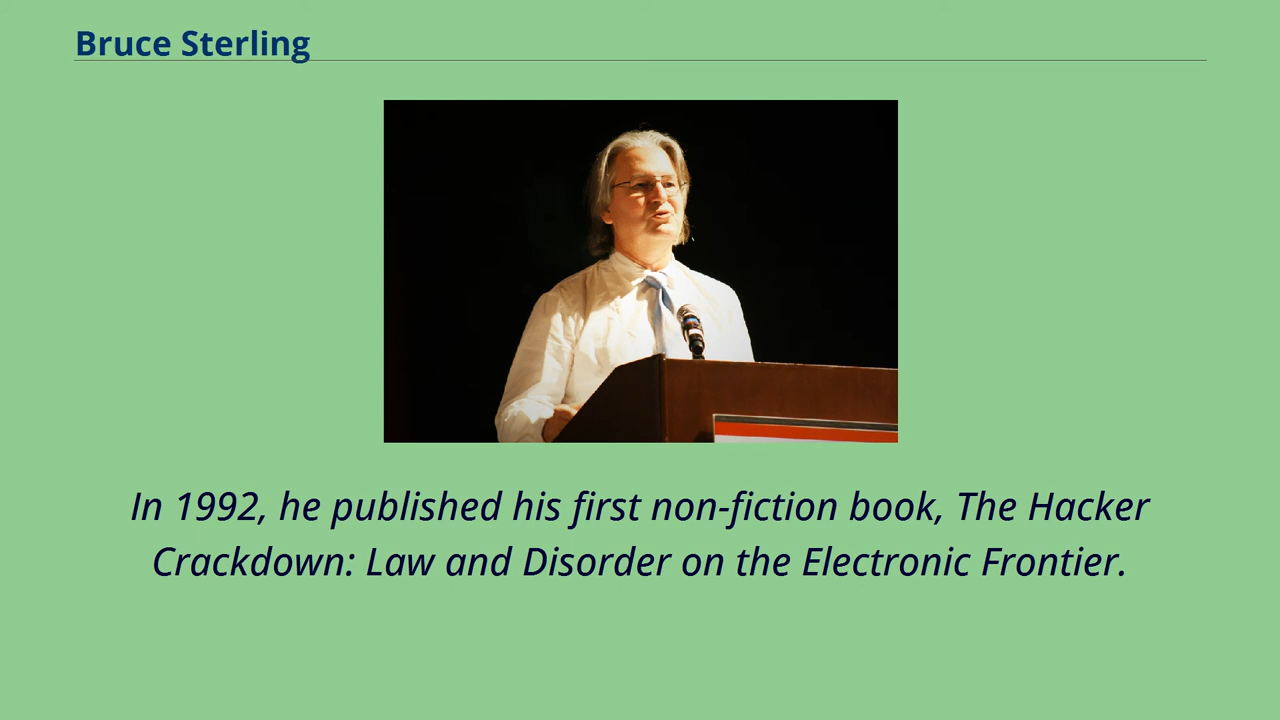 Bruce Sterling
In 1992, he published his first non-fiction book, The Hacker
Crackdown: Law and Disorder on the Electronic Frontier.